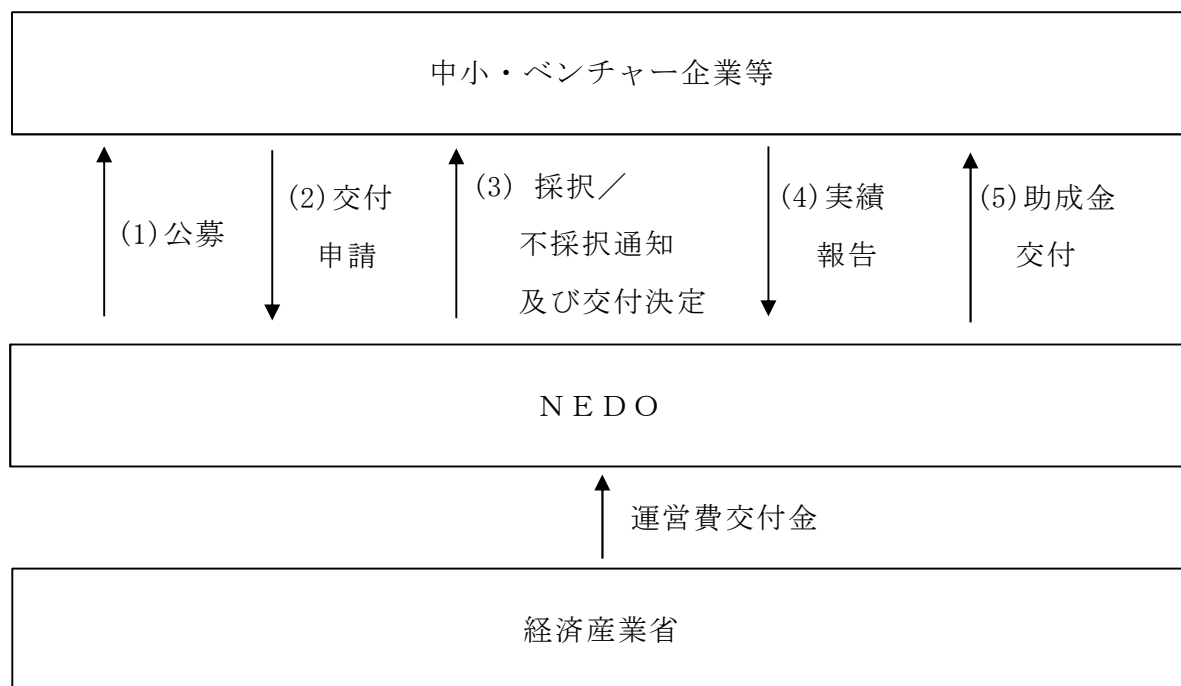 中小・ベンチャー企業等
(1)公募
(2)交付
申請
(3) 採択／
不採択通知
及び交付決定
(4)実績
報告
(5)助成金
交付
ＮＥＤＯ
運営費交付金
経済産業省